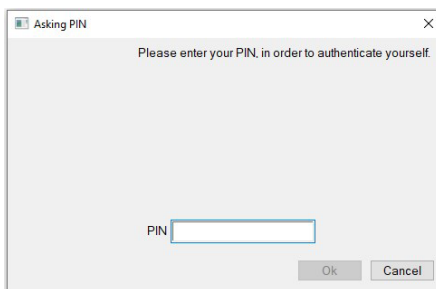 Asking PIN
Please enter your PIN, in order to authenticate yourself.
PIN
Ok Cancel